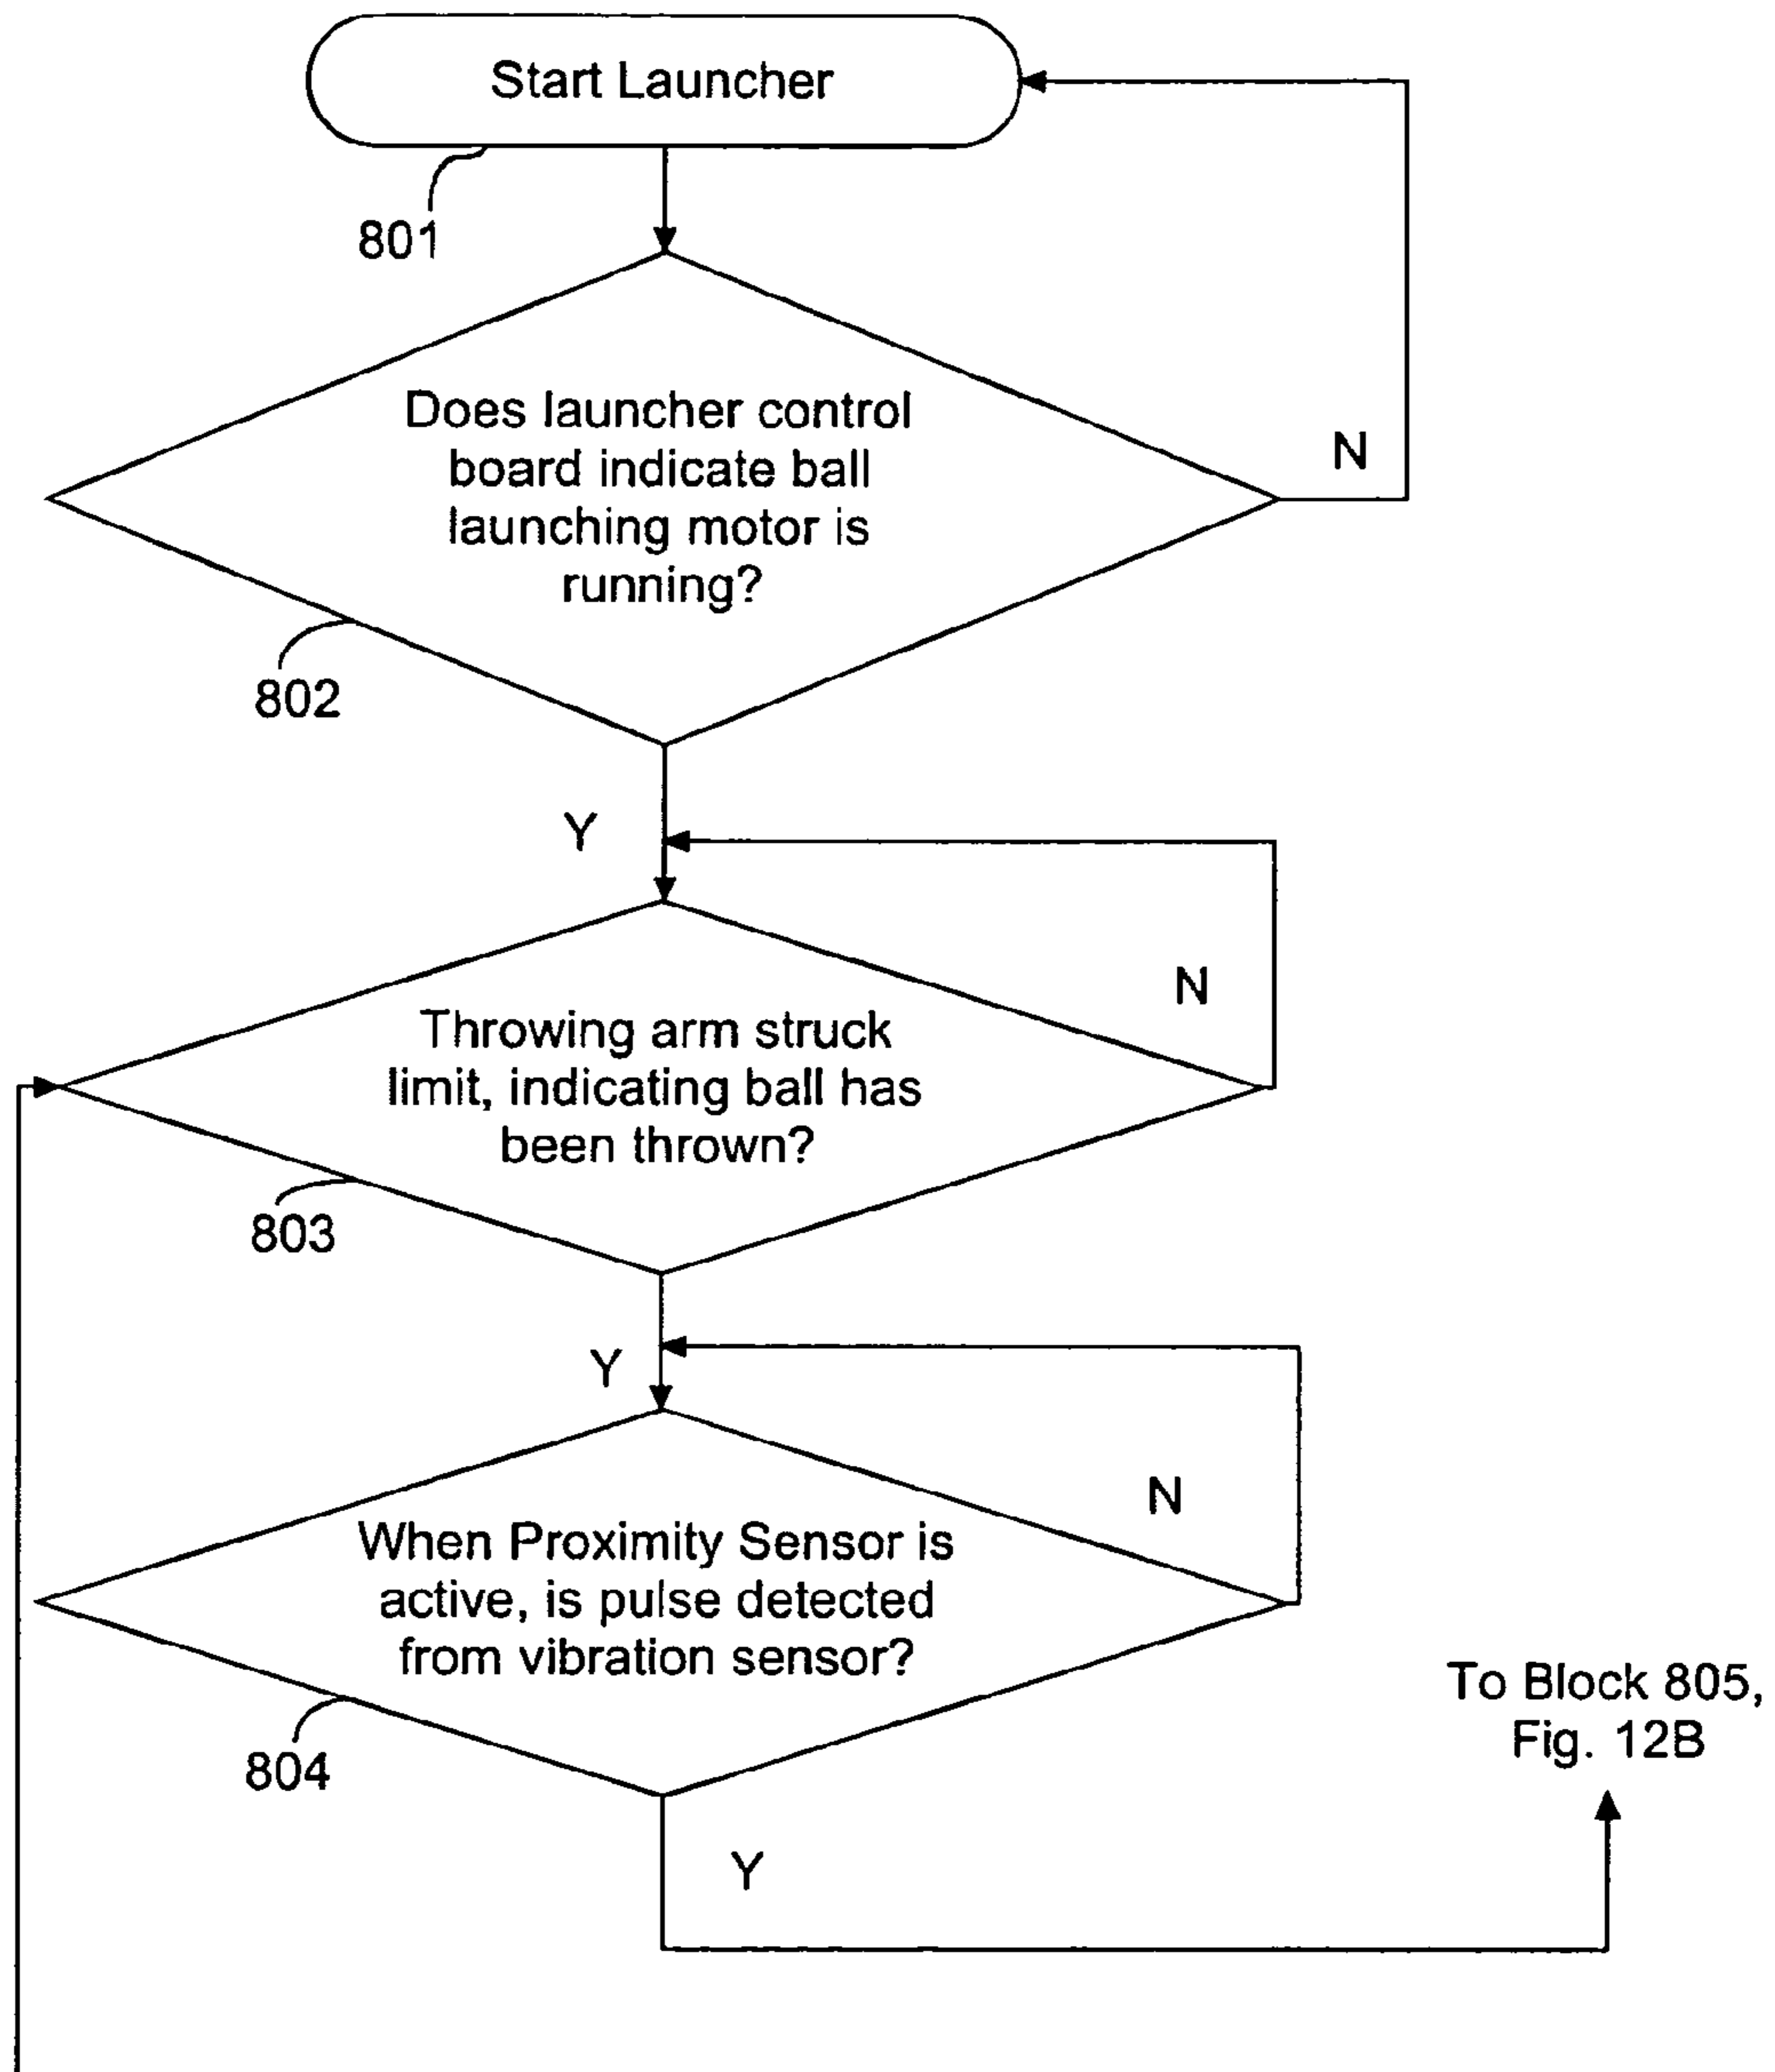 Start Launcher
801
Does launcher control
board indicate ball
launching motor is
running?
N
802
Y
N
Throwing arm struck
limit, indicating ball has
been thrown?
803
Y
N
When Proximity Sensor is
active, is pulse detected
from vibration sensor?
804
To Block 805,
Fig. 12B
Y